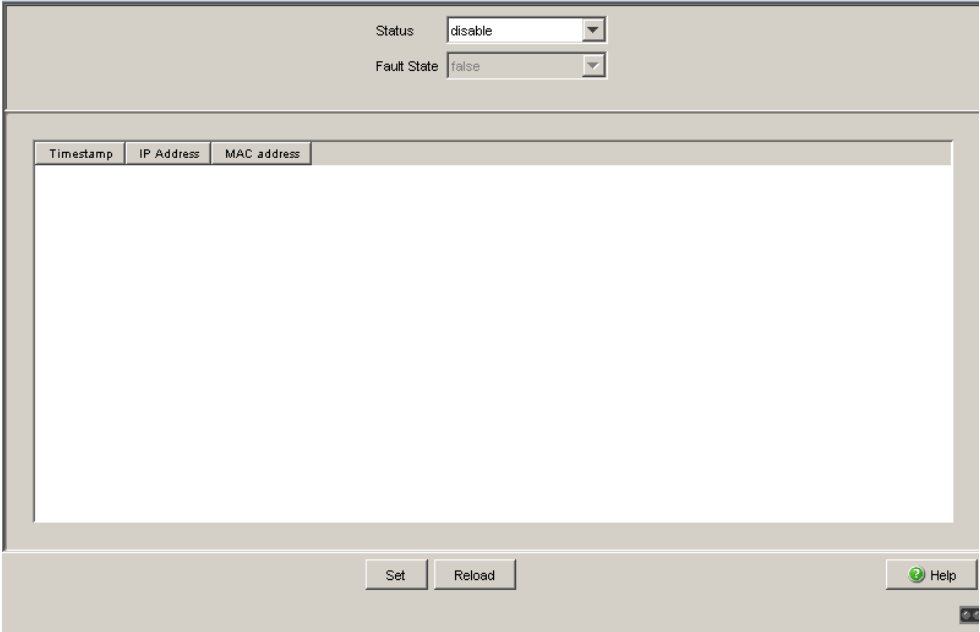 Status disable
Fault State false
Timestamp IP Address MAC address
Set Reload Help